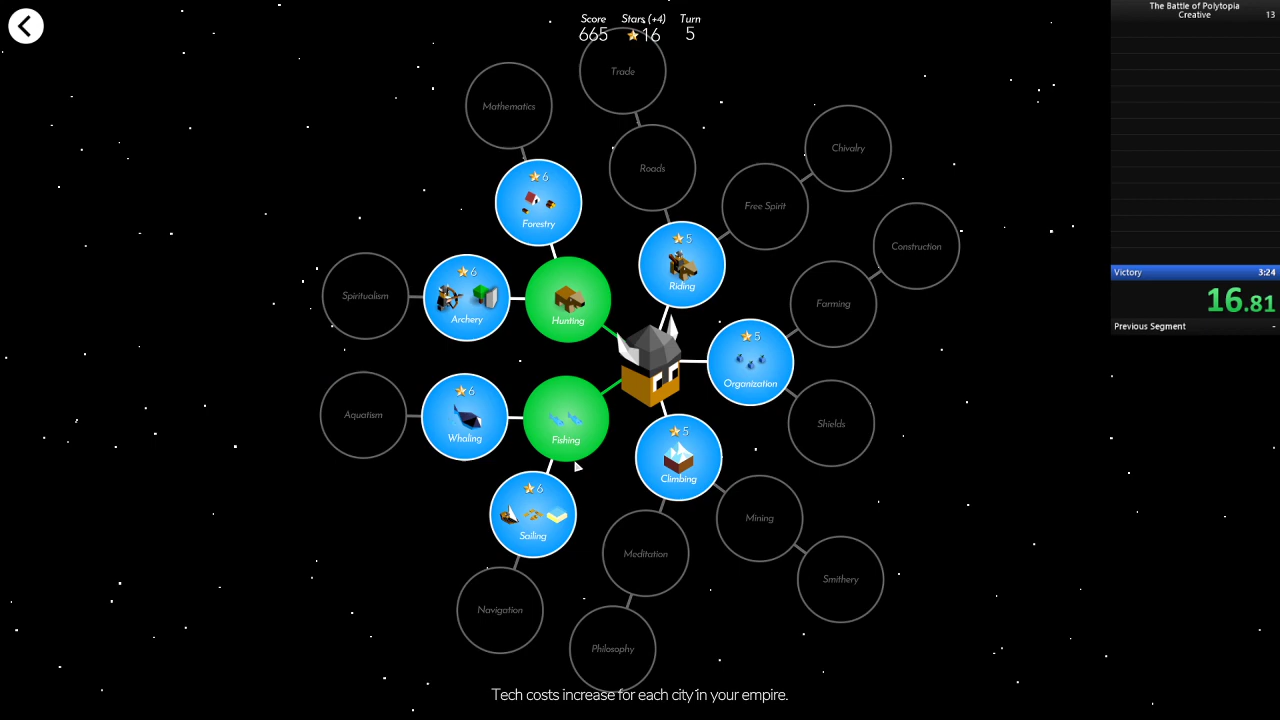 Score
665
Stars (+4)
16
Turn
5
The Battle of Polytopia
Creative
13
Trade
Mathematics
Roads
Chivalry
6
Forestry
Free Spirit
Construction
5
Riding
Spiritualism
6
Archery
Hunting
Farming
Victory
3:24
16.81
Previous Segment
-
5
Organization
Aquatism
6
Whaling
Fishing
Shields
5
Climbing
6
Sailing
Mining
Meditation
Smithery
Navigation
Philosophy
Tech costs increase for each city in your empire.